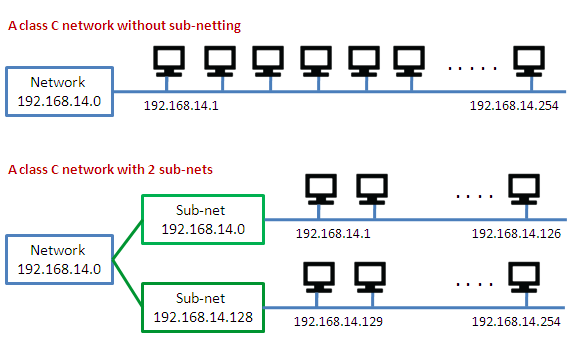 A class C network without sub-netting
Network
192.168.14.0
. . . . .
192.168.14.1
192.168.14.254
A class C network with 2 sub-nets
Sub-net
192.168.14.0
. . . .
192.168.14.1
192.168.14.126
Network
192.168.14.0
Sub-net
192.168.14.128
. . . .
192.168.14.129
192.168.14.254